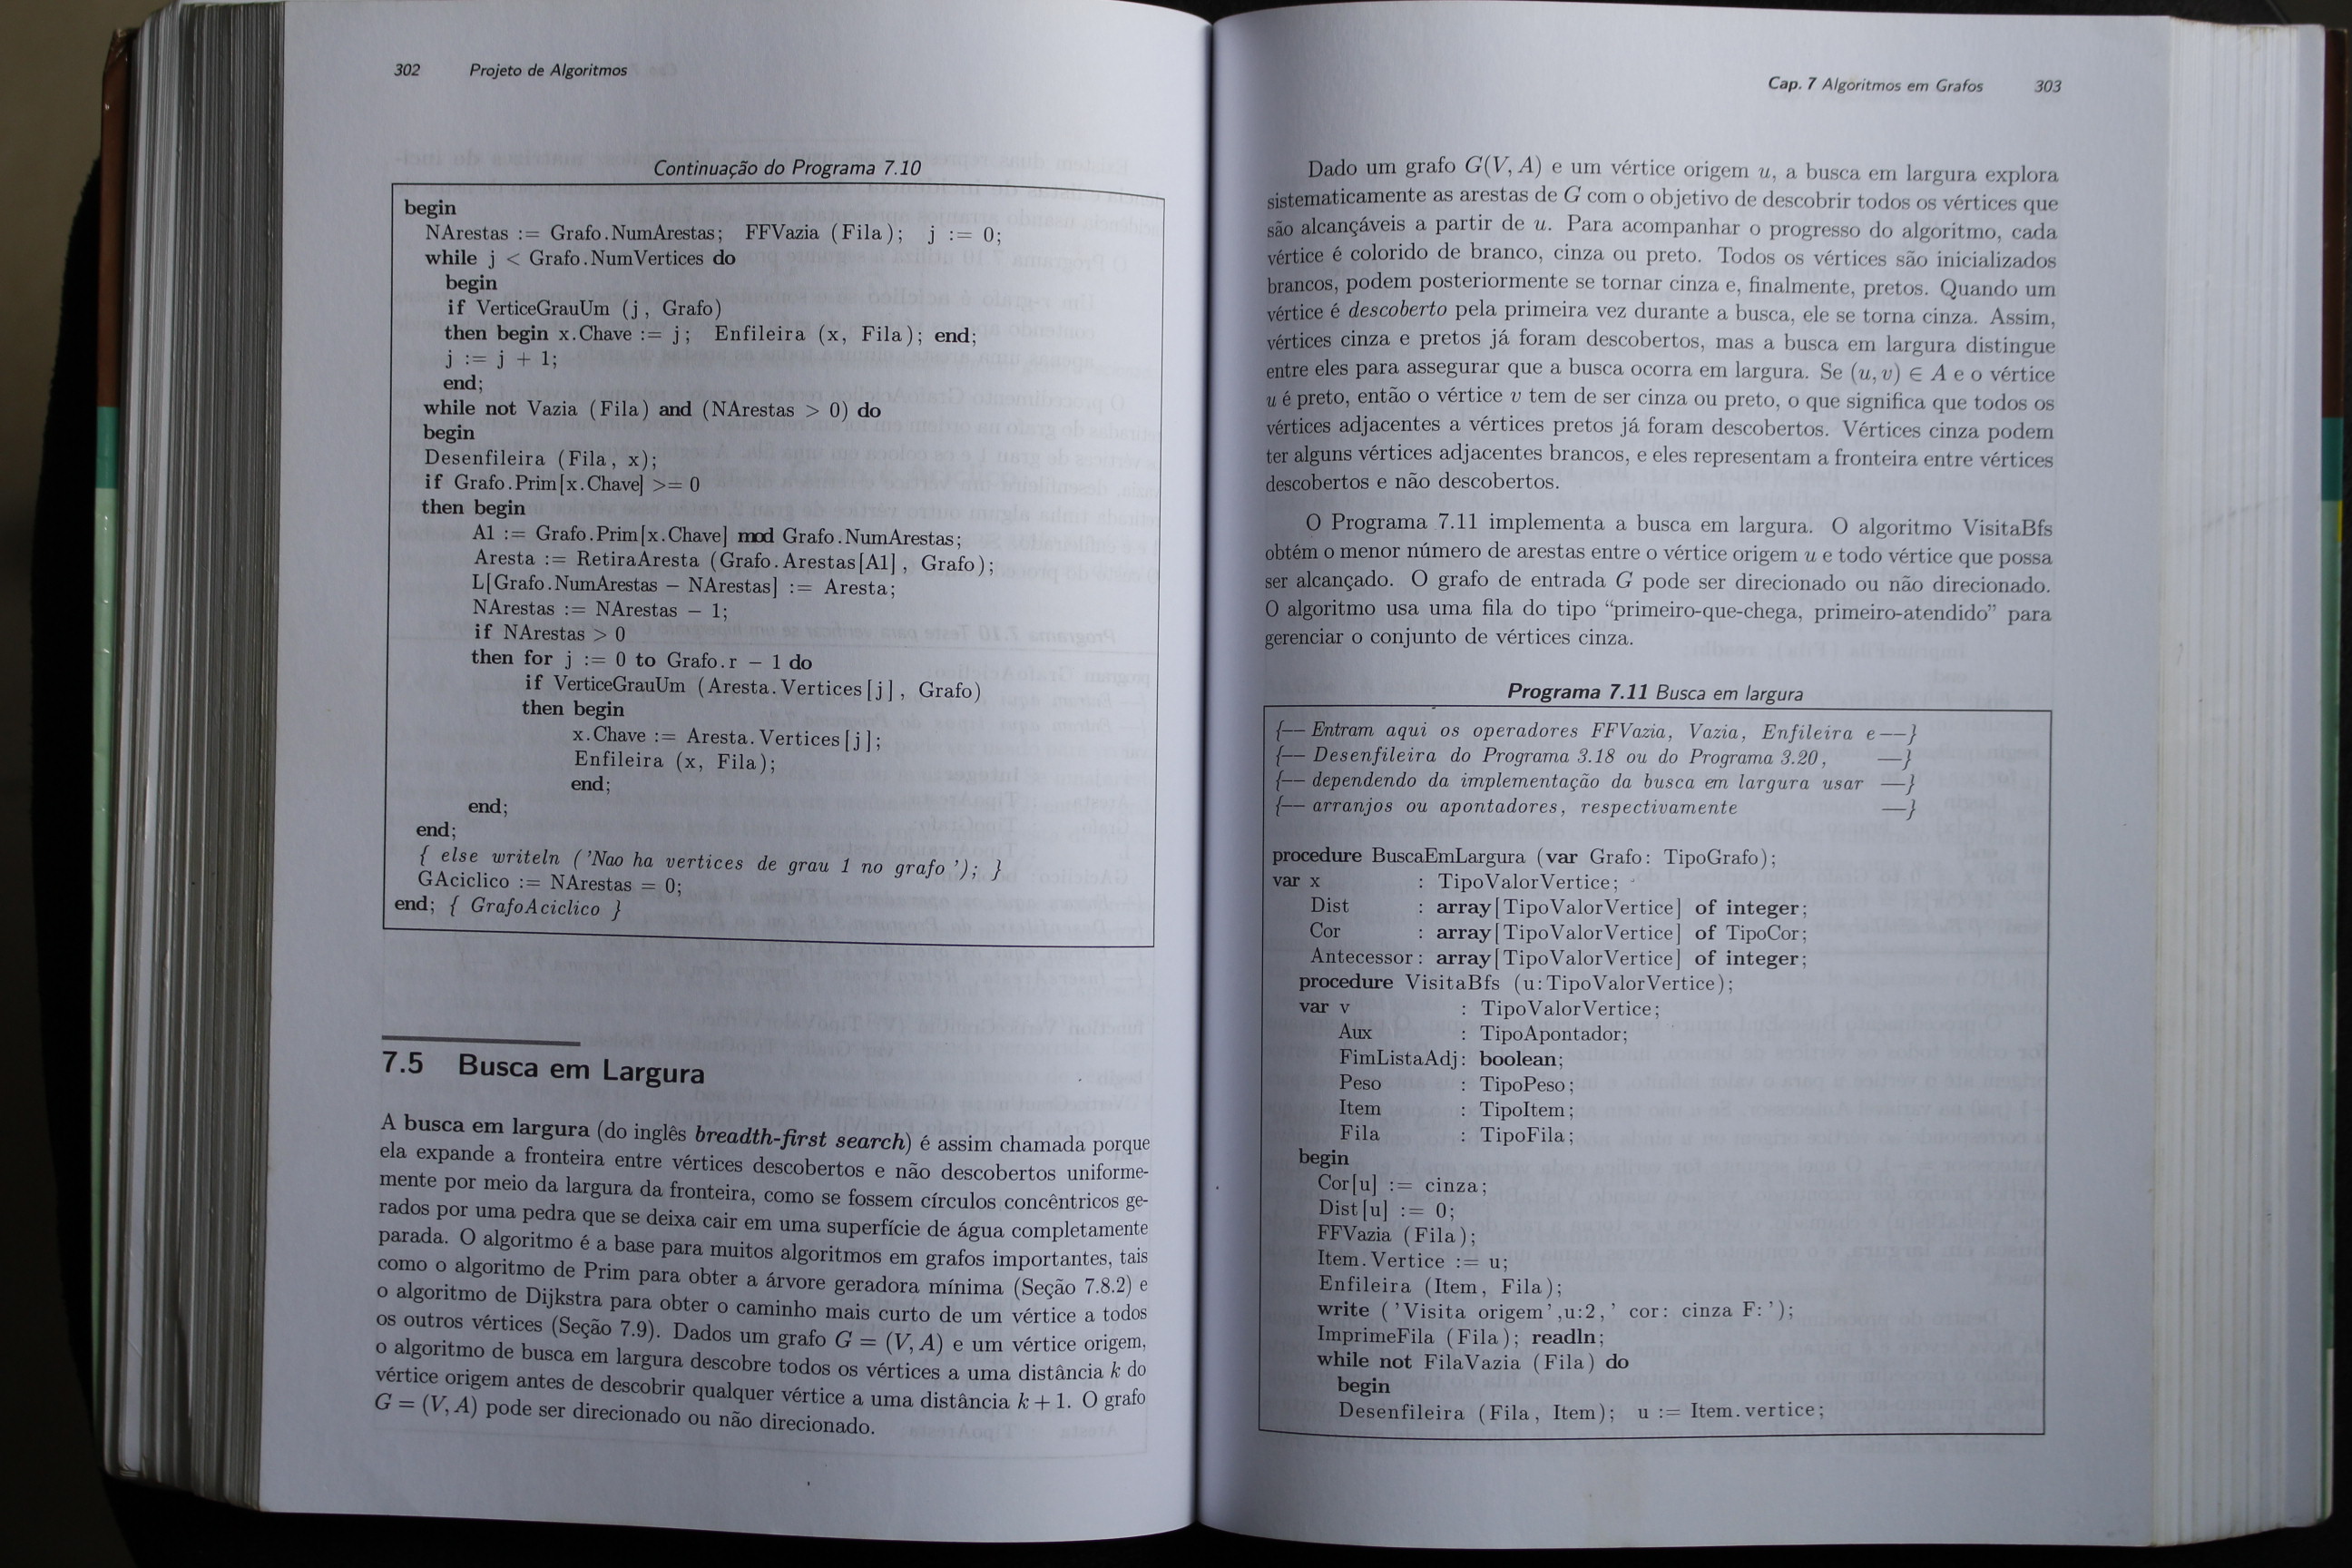 302 Projeto de Algoritmos
Continuação do Programa 7.10
begin
NArestas := Grafo.NumArestas; FFVazia (Fila); j := 0;
while j < Grafo.NumVertices do
begin
if VerticeGrauUm (j, Grafo)
then begin x.Chave := j; Enfileira (x, Fila); end;
j := j + 1;
end;
while not Vazia (Fila) and (NArestas > 0) do
begin
Desenfileira (Fila, x);
if Grafo.Prim[x.Chave] >= 0
then begin
A1 := Grafo.Prim[x.Chave] mod Grafo.NumArestas;
Aresta := RetiraAresta (Grafo.Arestas[A1], Grafo);
L[Grafo.NumArestas − NArestas] := Aresta;
NArestas := NArestas − 1;
if NArestas > 0
then for j := 0 to Grafo.r − 1 do
if VerticeGrauUm (Aresta.Vertices[j], Grafo)
then begin
x.Chave := Aresta.Vertices[j];
Enfileira (x, Fila);
end;
end;
end;
{ else writeln ('Nao ha vertices de grau 1 no grafo'); }
GAciclico := NArestas = 0;
end; { GrafoAciclico }
7.5 Busca em Largura
A busca em largura (do inglês breadth-first search) é assim chamada porque
ela expande a fronteira entre vértices descobertos e não descobertos uniforme-
mente por meio da largura da fronteira, como se fossem círculos concêntricos ge-
rados por uma pedra que se deixa cair em uma superfície de água completamente
parada. O algoritmo é a base para muitos algoritmos em grafos importantes, tais
como o algoritmo de Prim para obter a árvore geradora mínima (Seção 7.8.2) e
o algoritmo de Dijkstra para obter o caminho mais curto de um vértice a todos
os outros vértices (Seção 7.9). Dados um grafo G = (V, A) e um vértice origem,
o algoritmo de busca em largura descobre todos os vértices a uma distância k do
vértice origem antes de descobrir qualquer vértice a uma distância k + 1. O grafo
G = (V, A) pode ser direcionado ou não direcionado.
Cap. 7 Algoritmos em Grafos 303
Dado um grafo G(V, A) e um vértice origem u, a busca em largura explora
sistematicamente as arestas de G com o objetivo de descobrir todos os vértices que
são alcançáveis a partir de u. Para acompanhar o progresso do algoritmo, cada
vértice é colorido de branco, cinza ou preto. Todos os vértices são inicializados
brancos, podem posteriormente se tornar cinza e, finalmente, pretos. Quando um
vértice é descoberto pela primeira vez durante a busca, ele se torna cinza. Assim,
vértices cinza e pretos já foram descobertos, mas a busca em largura distingue
entre eles para assegurar que a busca ocorra em largura. Se (u, v) ∈ A e o vértice
u é preto, então o vértice v tem de ser cinza ou preto, o que significa que todos os
vértices adjacentes a vértices pretos já foram descobertos. Vértices cinza podem
ter alguns vértices adjacentes brancos, e eles representam a fronteira entre vértices
descobertos e não descobertos.
O Programa 7.11 implementa a busca em largura. O algoritmo VisitaBfs
obtém o menor número de arestas entre o vértice origem u e todo vértice que possa
ser alcançado. O grafo de entrada G pode ser direcionado ou não direcionado.
O algoritmo usa uma fila do tipo “primeiro-que-chega, primeiro-atendido” para
gerenciar o conjunto de vértices cinza.
Programa 7.11 Busca em largura
{— Entram aqui os operadores FFVazia, Vazia, Enfileira e —}
{— Desenfileira do Programa 3.18 ou do Programa 3.20, —}
{— dependendo da implementação da busca em largura usar —}
{— arranjos ou apontadores, respectivamente —}
procedure BuscaEmLargura (var Grafo: TipoGrafo);
var x : TipoValorVertice;
Dist : array[TipoValorVertice] of integer;
Cor : array[TipoValorVertice] of TipoCor;
Antecessor: array[TipoValorVertice] of integer;
procedure VisitaBfs (u:TipoValorVertice);
var v : TipoValorVertice;
Aux : TipoApontador;
FimListaAdj: boolean;
Peso : TipoPeso;
Item : TipoItem;
Fila : TipoFila;
begin
Cor[u] := cinza;
Dist[u] := 0;
FFVazia (Fila);
Item.Vertice := u;
Enfileira (Item, Fila);
write ('Visita origem',u:2,' cor: cinza F:');
ImprimeFila (Fila); readln;
while not FilaVazia (Fila) do
begin
Desenfileira (Fila, Item); u := Item.vertice;